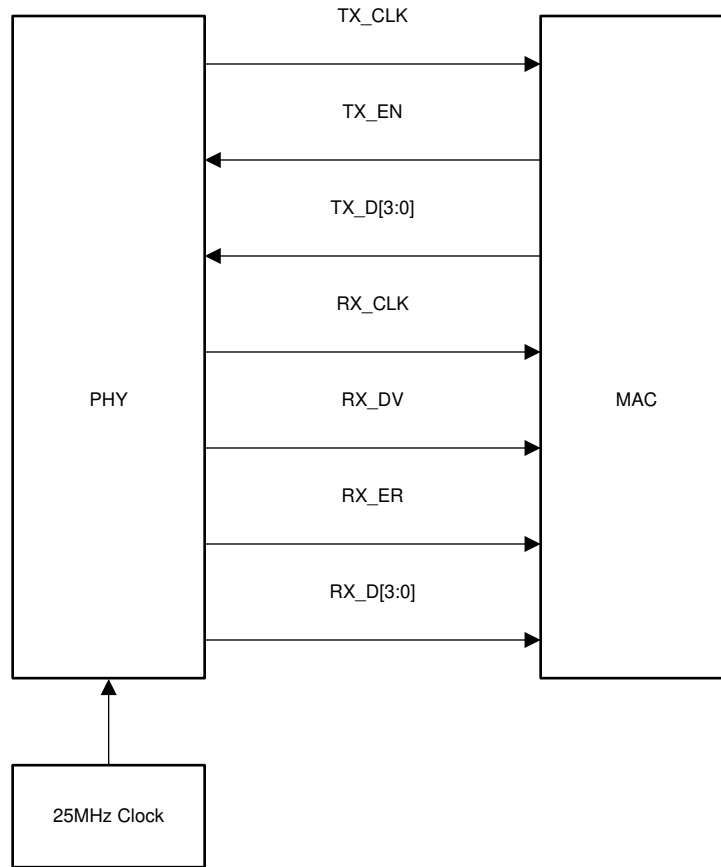 TX_CLK
TX_EN
TX_D[3:0]
RX_CLK
PHY
RX_DV
MAC
RX_ER
RX_D[3:0]
25MHz Clock